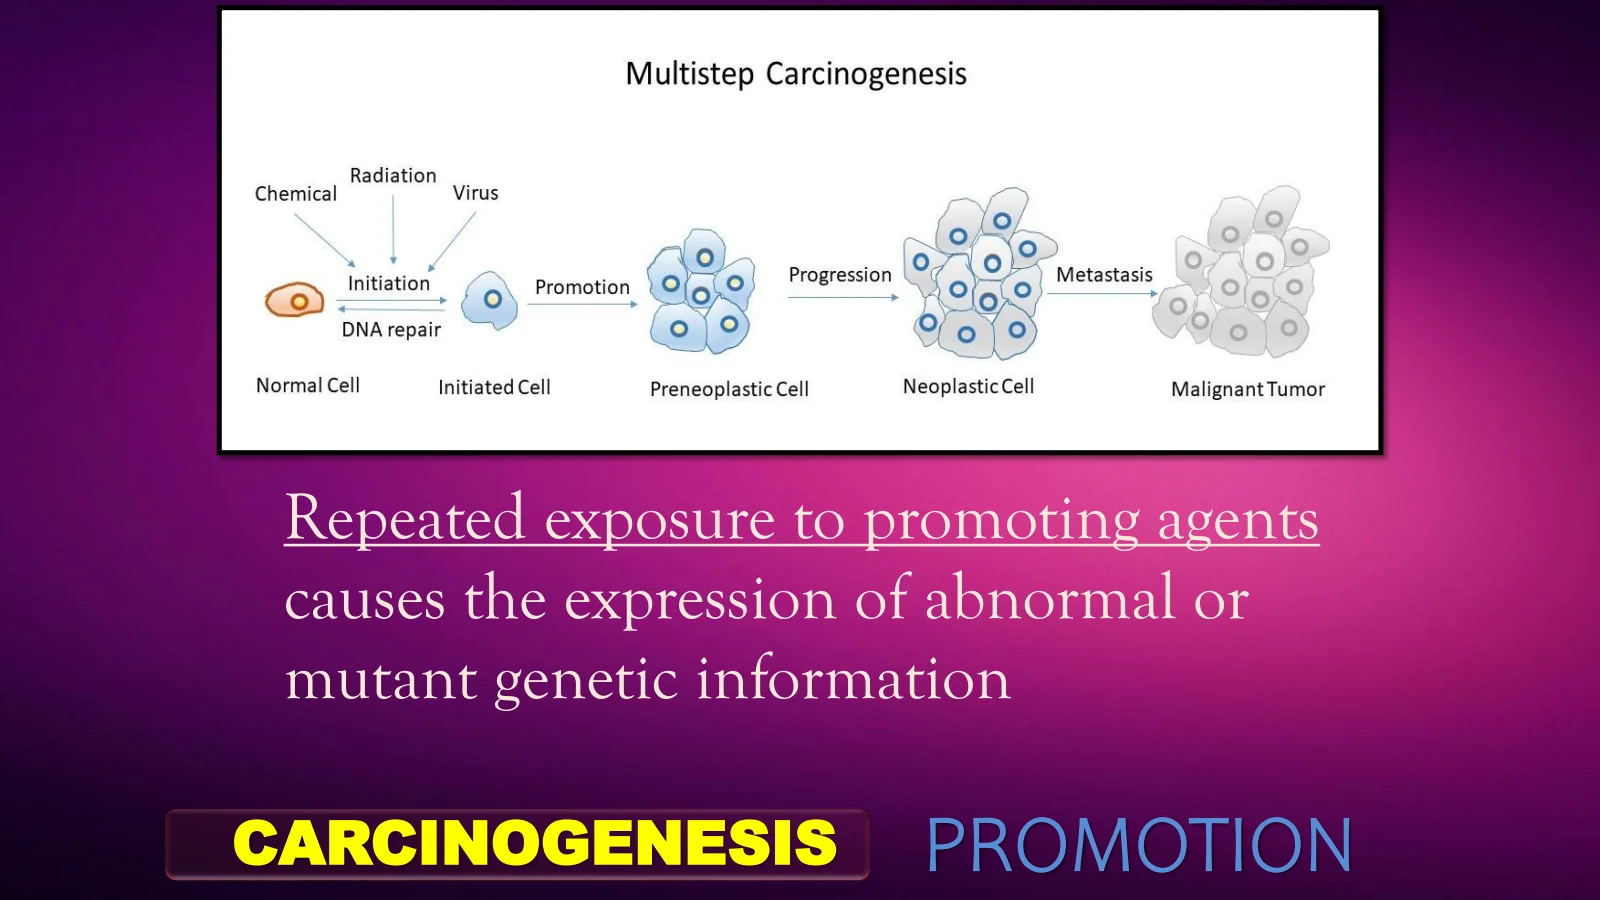 Multistep Carcinogenesis
Chemical
Radiation
Virus
Initiation
DNA repair
Promotion
Progression
Metastasis
Normal Cell
Initiated Cell
Preneoplastic Cell
Neoplastic Cell
Malignant Tumor
Repeated exposure to promoting agents
causes the expression of abnormal or
mutant genetic information
CARCINOGENESIS
PROMOTION